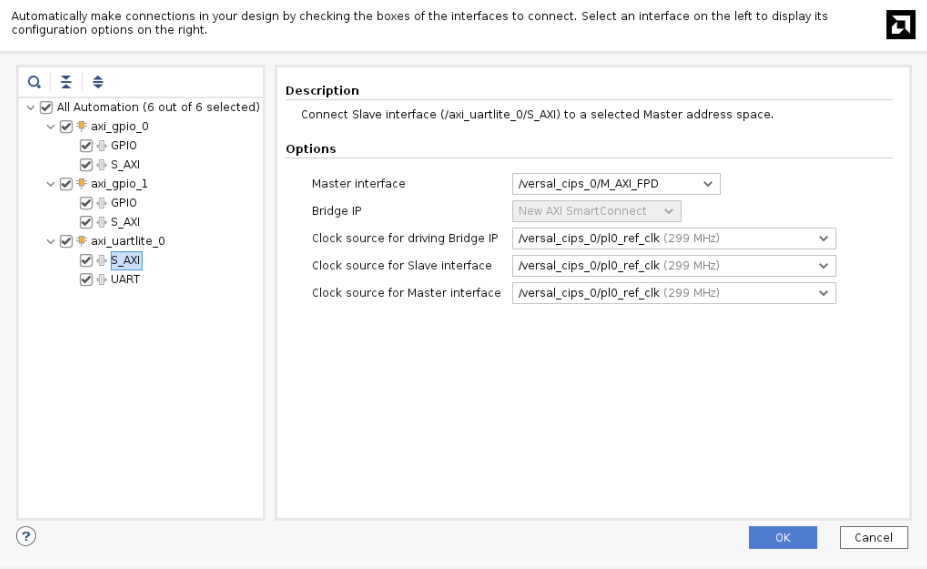 Automatically make connections in your design by checking the boxes of the interfaces to connect. Select an interface on the left to display its
configuration options on the right.
All Automation (6 out of 6 selected)
axi_gpio_0
GPIO
S_AXI
axi_gpio_1
GPIO
S_AXI
axi_uartlite_0
S_AXI
UART
Description
Connect Slave interface (/axi_uartlite_0/S_AXI) to a selected Master address space.
Options
Master interface /versal_cips_0/M_AXI_FPD
Bridge IP New AXI SmartConnect
Clock source for driving Bridge IP /versal_cips_0/pl0_ref_clk (299 MHz)
Clock source for Slave interface /versal_cips_0/pl0_ref_clk (299 MHz)
Clock source for Master interface /versal_cips_0/pl0_ref_clk (299 MHz)
?
OK Cancel